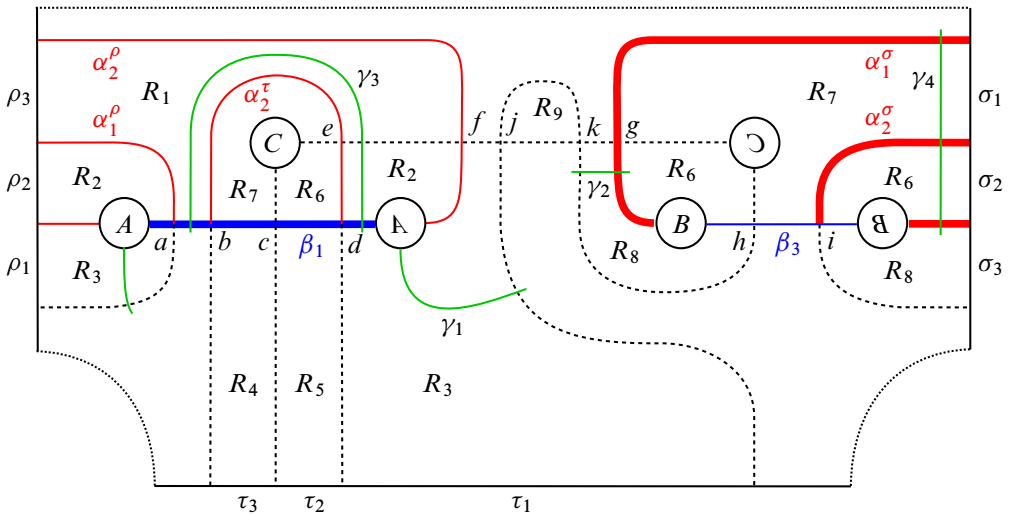 α₂^ρ γ₃ α₁^σ γ₄
ρ₃ R₁ α₂^τ R₉ R₇ σ₁
α₁^ρ C e f j k g Ɔ α₂^σ
ρ₂ R₂ R₇ R₆ R₂ γ₂ R₆ R₆ σ₂
A a b c β₁ d A R₈ B h β₃ i B
ρ₁ R₃ γ₁ R₈ σ₃
R₄ R₅ R₃
τ₃ τ₂ τ₁